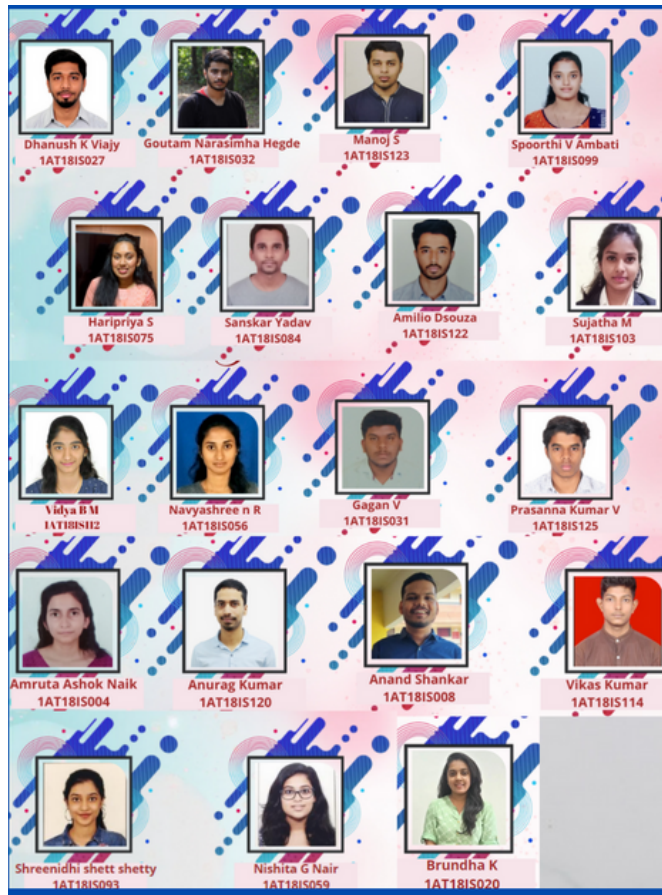 Dhanush K Viajy
1AT18IS027
Goutam Narasimha Hegde
1AT18IS032
Manoj S
1AT18IS123
Spoorthi V Ambati
1AT18IS099
Haripriya S
1AT18IS075
Sanskar Yadav
1AT18IS084
Amilio Dsouza
1AT18IS122
Sujatha M
1AT18IS103
Vidya B M
1AT18IS112
Navyashree n R
1AT18IS056
Gagan V
1AT18IS031
Prasanna Kumar V
1AT18IS125
Amruta Ashok Naik
1AT18IS004
Anurag Kumar
1AT18IS120
Anand Shankar
1AT18IS008
Vikas Kumar
1AT18IS114
Shreenidhi shett shetty
1AT18IS093
Nishita G Nair
1AT18IS059
Brundha K
1AT18IS020